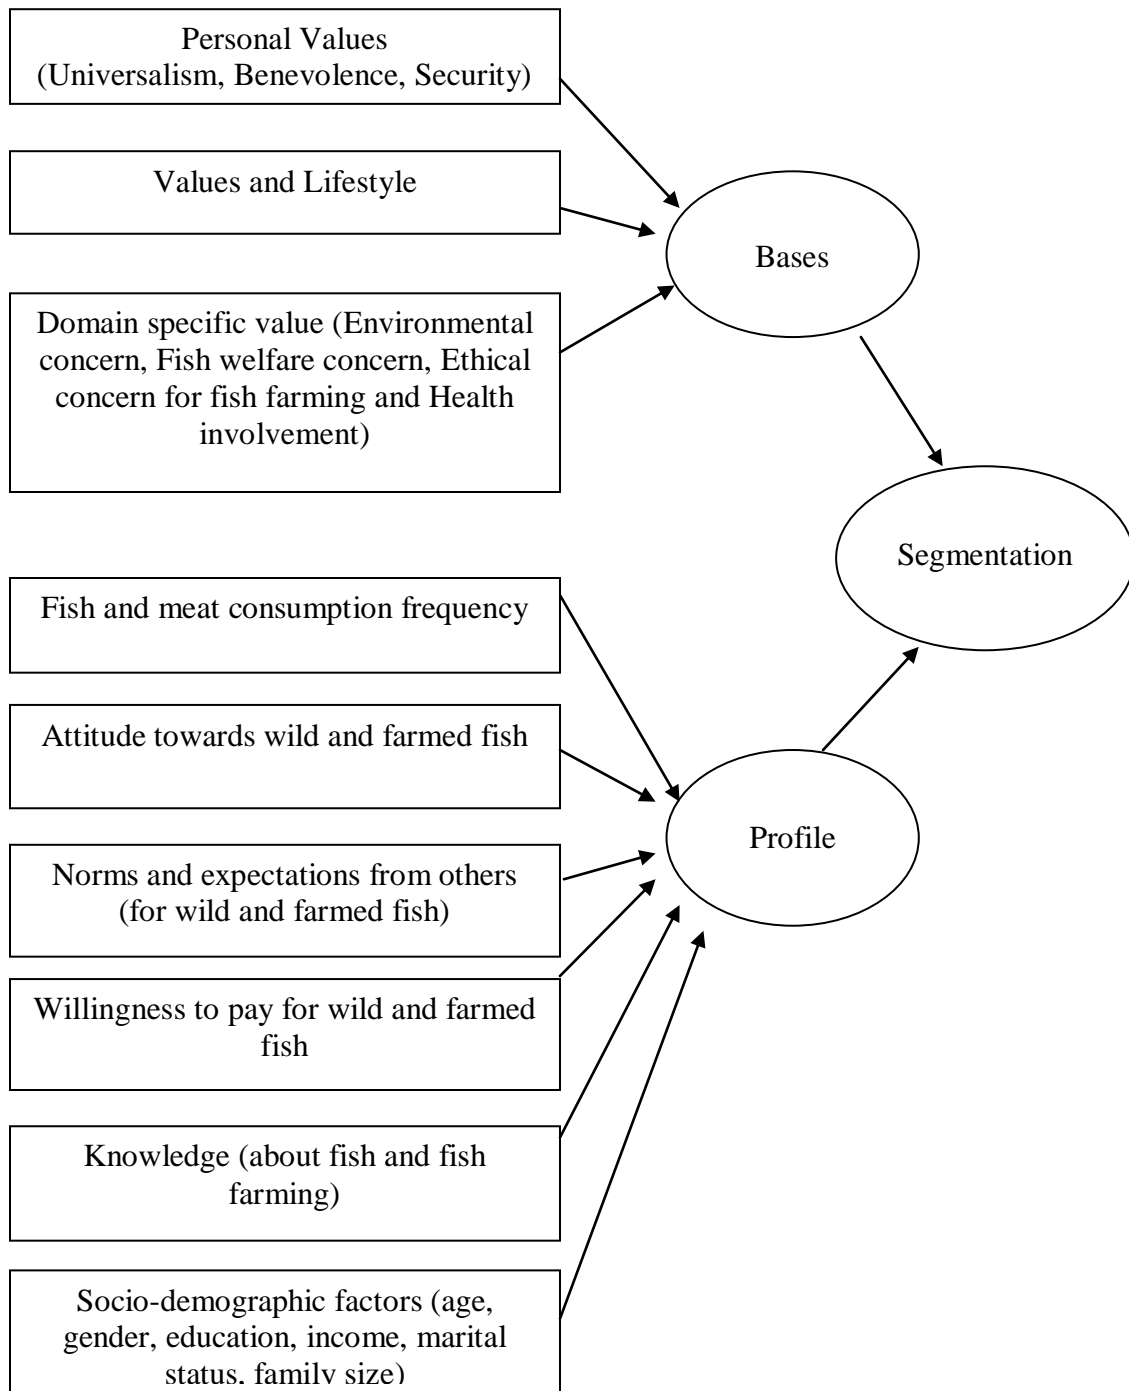 Personal Values
(Universalism, Benevolence, Security)
Values and Lifestyle
Bases
Domain specific value (Environmental
concern, Fish welfare concern, Ethical
concern for fish farming and Health
involvement)
Segmentation
Fish and meat consumption frequency
Attitude towards wild and farmed fish
Profile
Norms and expectations from others
(for wild and farmed fish)
Willingness to pay for wild and farmed
fish
Knowledge (about fish and fish
farming)
Socio-demographic factors (age,
gender, education, income, marital
status, family size)